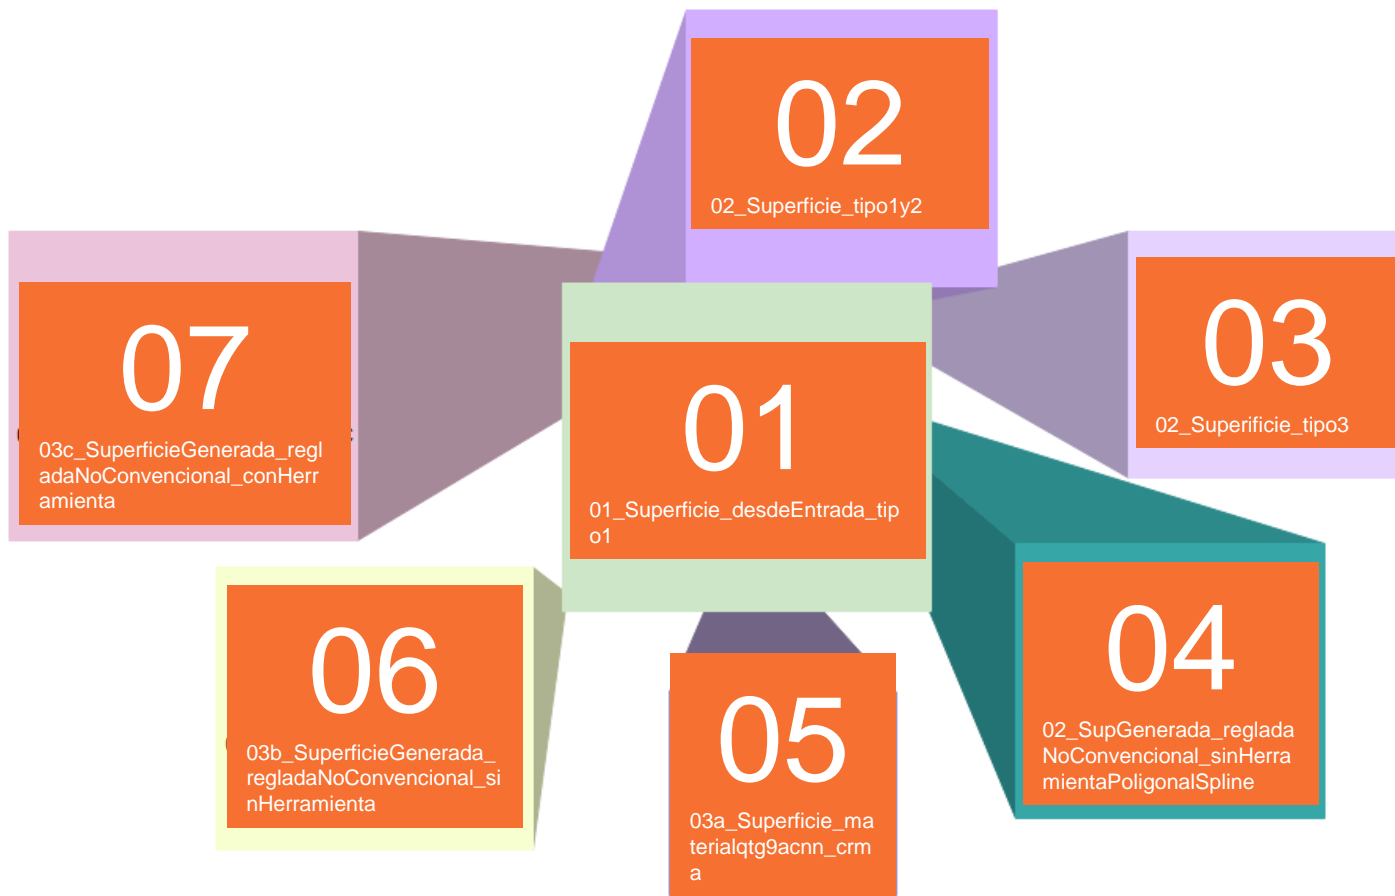 02
02_Superficie_tipo1y2
03
02_Superificie_tipo3
07
03c_SuperficieGenerada_regl
adaNoConvencional_conHerr
amienta
01
01_Superficie_desdeEntrada_tip
o1
04
02_SupGenerada_reglada
NoConvencional_sinHerra
mientaPoligonalSpline
06
03b_SuperficieGenerada_
regladaNoConvencional_si
nHerramienta
05
03a_Superficie_ma
terialqtg9acnn_crm
a